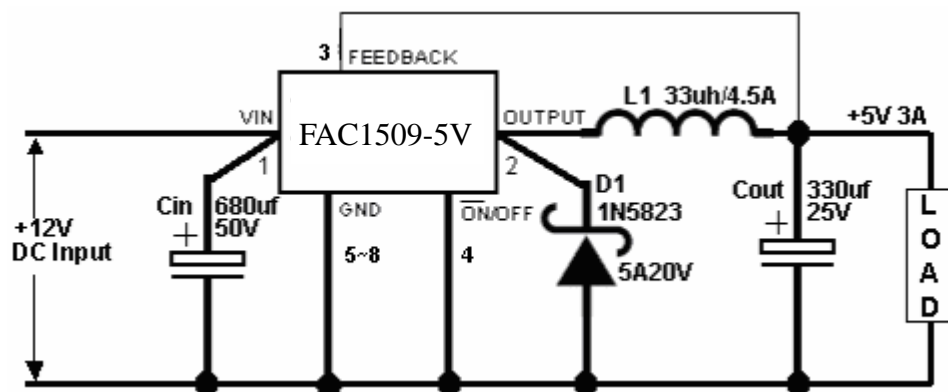 3 FEEDBACK
L1 33uh/4.5A
VIN
FAC1509-5V
OUTPUT
+5V 3A
1
2
D1
Cin
680uf
50V
+
GND
ON/OFF
1N5823
Cout
330uf
25V
+
+12V
DC Input
5~8
4
5A20V
LOAD